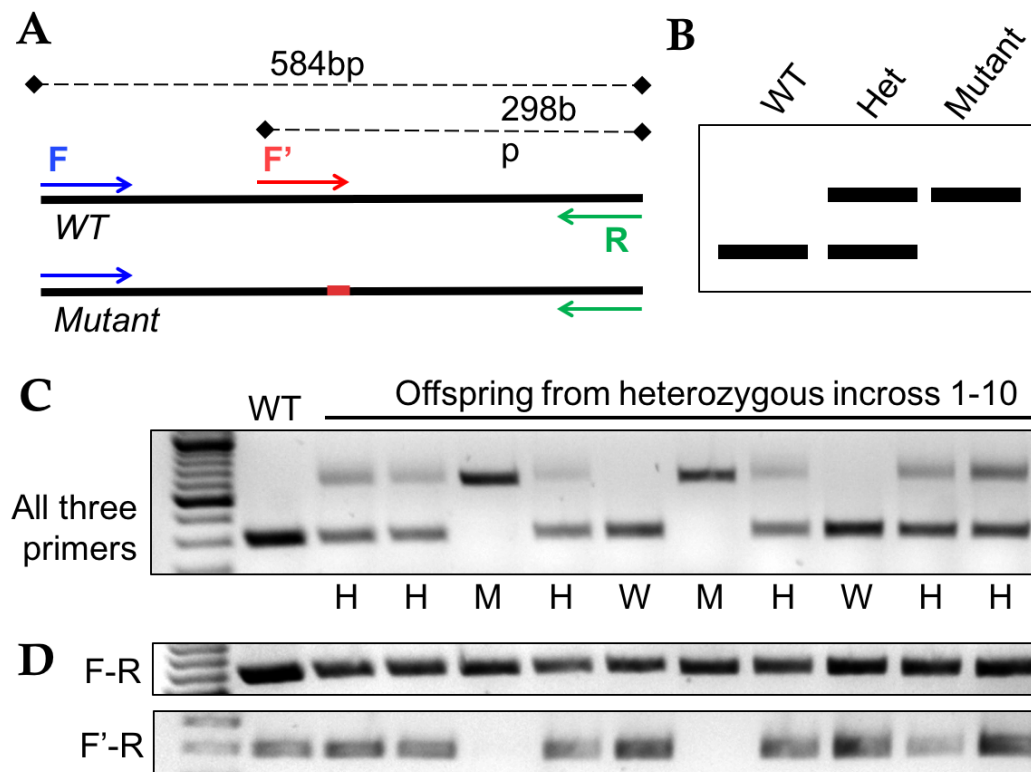 A
584bp
298b
p
F
F’
WT
R
Mutant
B
WT
Het
Mutant
C
WT
Offspring from heterozygous incross 1-10
All three
primers
H H M H W M H W H H
D
F-R
F’-R